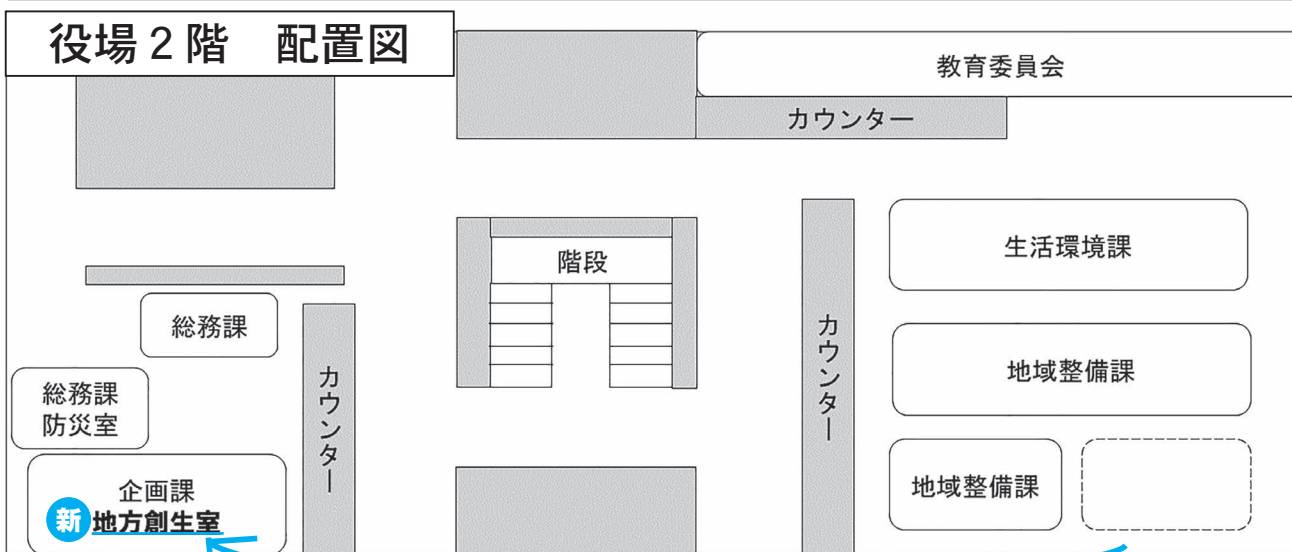 役場２階　配置図
教育委員会
カウンター
生活環境課
階段
総務課
カウンター
地域整備課
総務課
防災室
カウンター
企画課
新 地方創生室
地域整備課